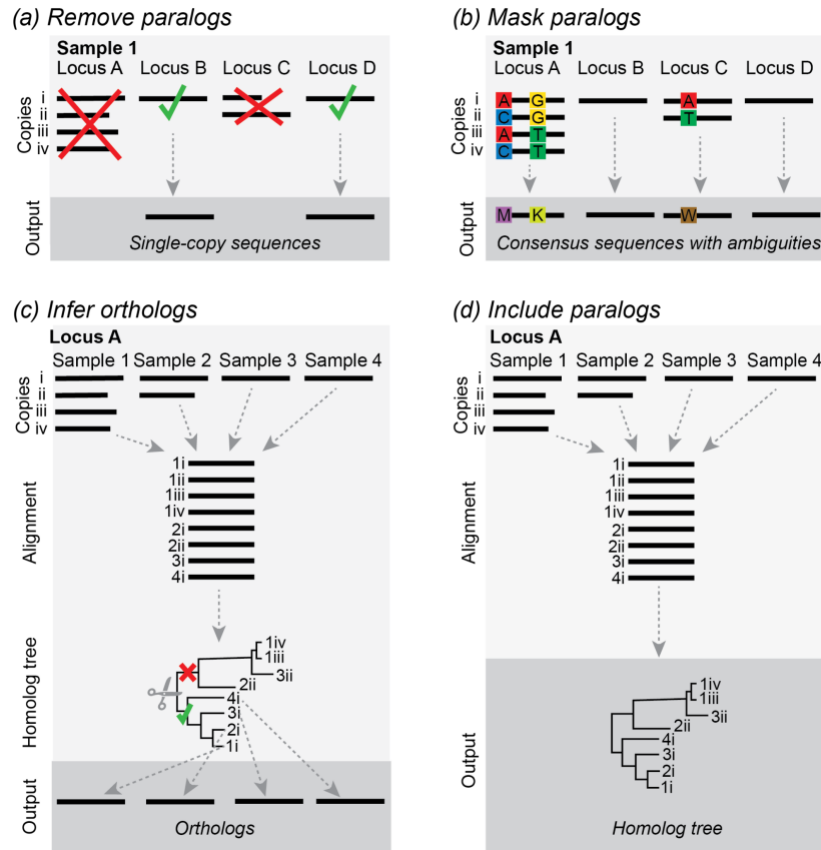 (a) Remove paralogs
Sample 1
Locus A Locus B Locus C Locus D
Copies
i
ii
iii
iv
Output
Single-copy sequences
(b) Mask paralogs
Sample 1
Locus A Locus B Locus C Locus D
Copies
i A G A
ii C G T
iii A T
iv C T
Output
M K W
Consensus sequences with ambiguities
(c) Infer orthologs
Locus A
Sample 1 Sample 2 Sample 3 Sample 4
Copies
i
ii
iii
iv
Alignment
1i
1ii
1iii
1iv
2i
2ii
3i
4i
Homolog tree
1iv
1iii
3ii
2ii
4i
3i
2i
1i
Output
Orthologs
(d) Include paralogs
Locus A
Sample 1 Sample 2 Sample 3 Sample 4
Copies
i
ii
iii
iv
Alignment
1i
1ii
1iii
1iv
2i
2ii
3i
4i
Output
1iv
1iii
3ii
2ii
4i
3i
2i
1i
Homolog tree